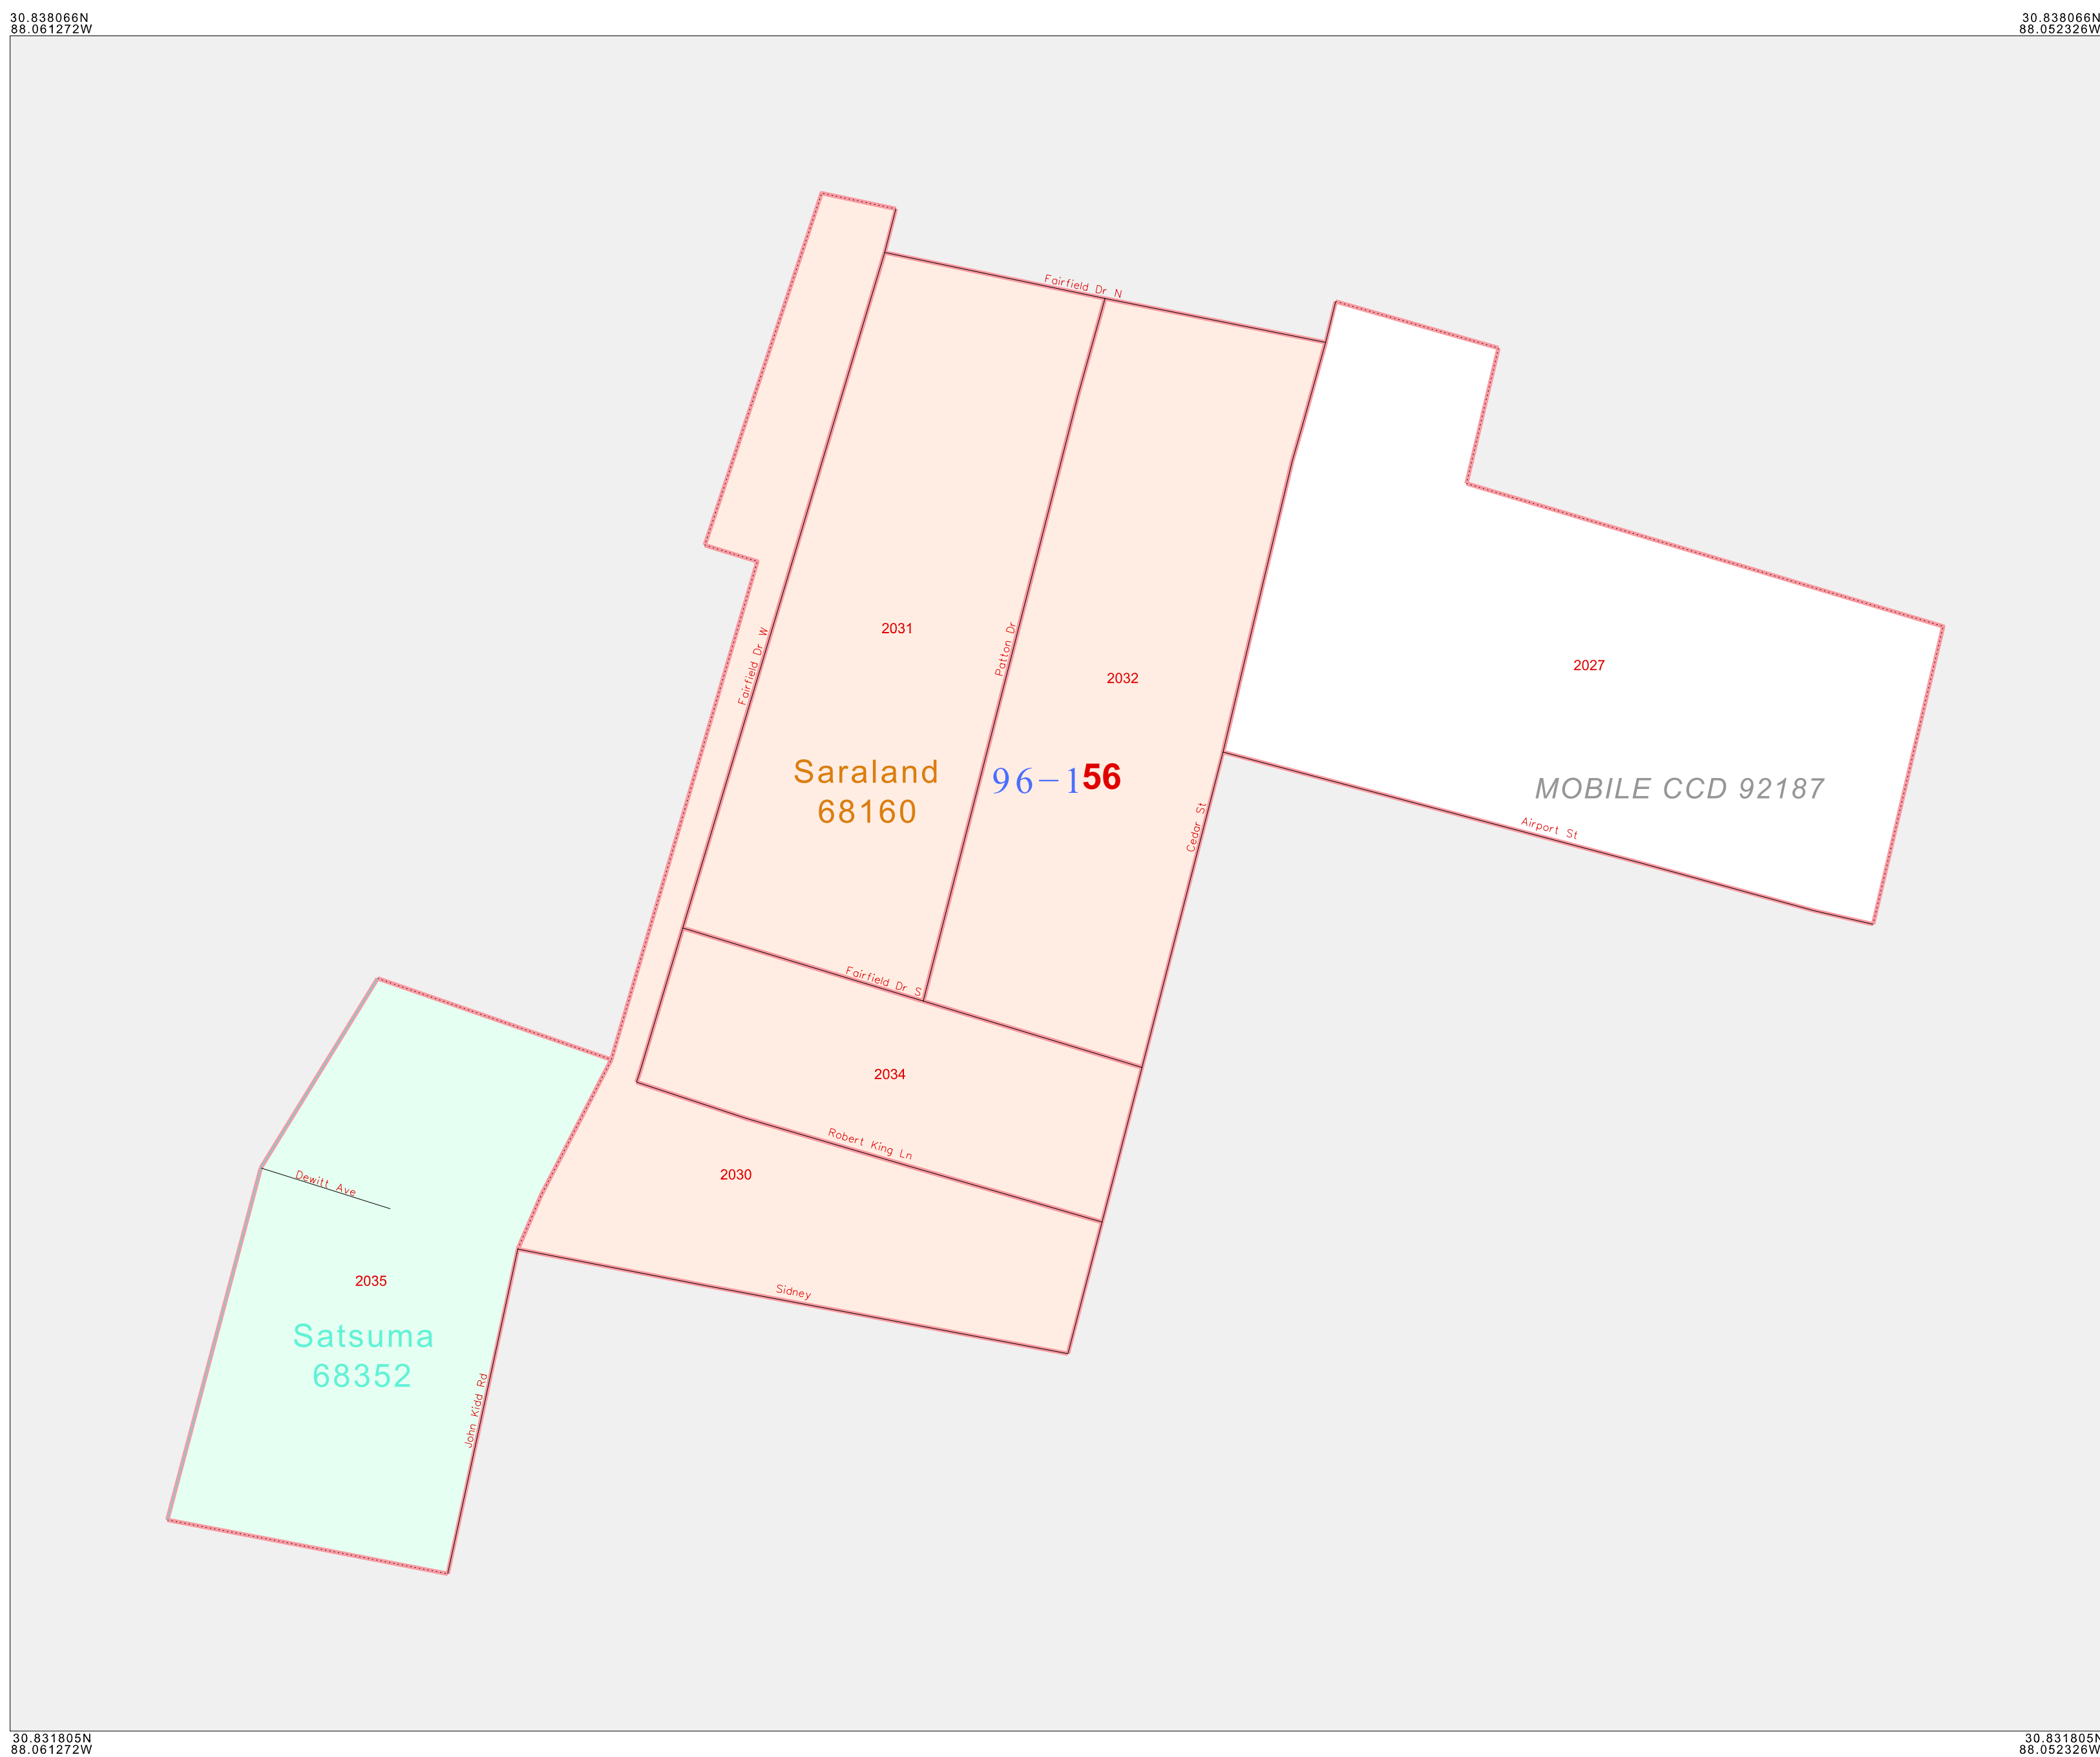 30.838066N
88.061272W
30.838066N
88.052326W
Fairfield Dr N
2031
Patton Dr
Fairfield Dr W
2032
2027
Saraland
68160
96-156
MOBILE CCD 92187
Cedar St
Airport St
Fairfield Dr S
2034
Robert King Ln
2030
Dewitt Ave
2035
Sidney
Satsuma
68352
John Kidd Rd
30.831805N
88.061272W
30.831805N
88.052326W